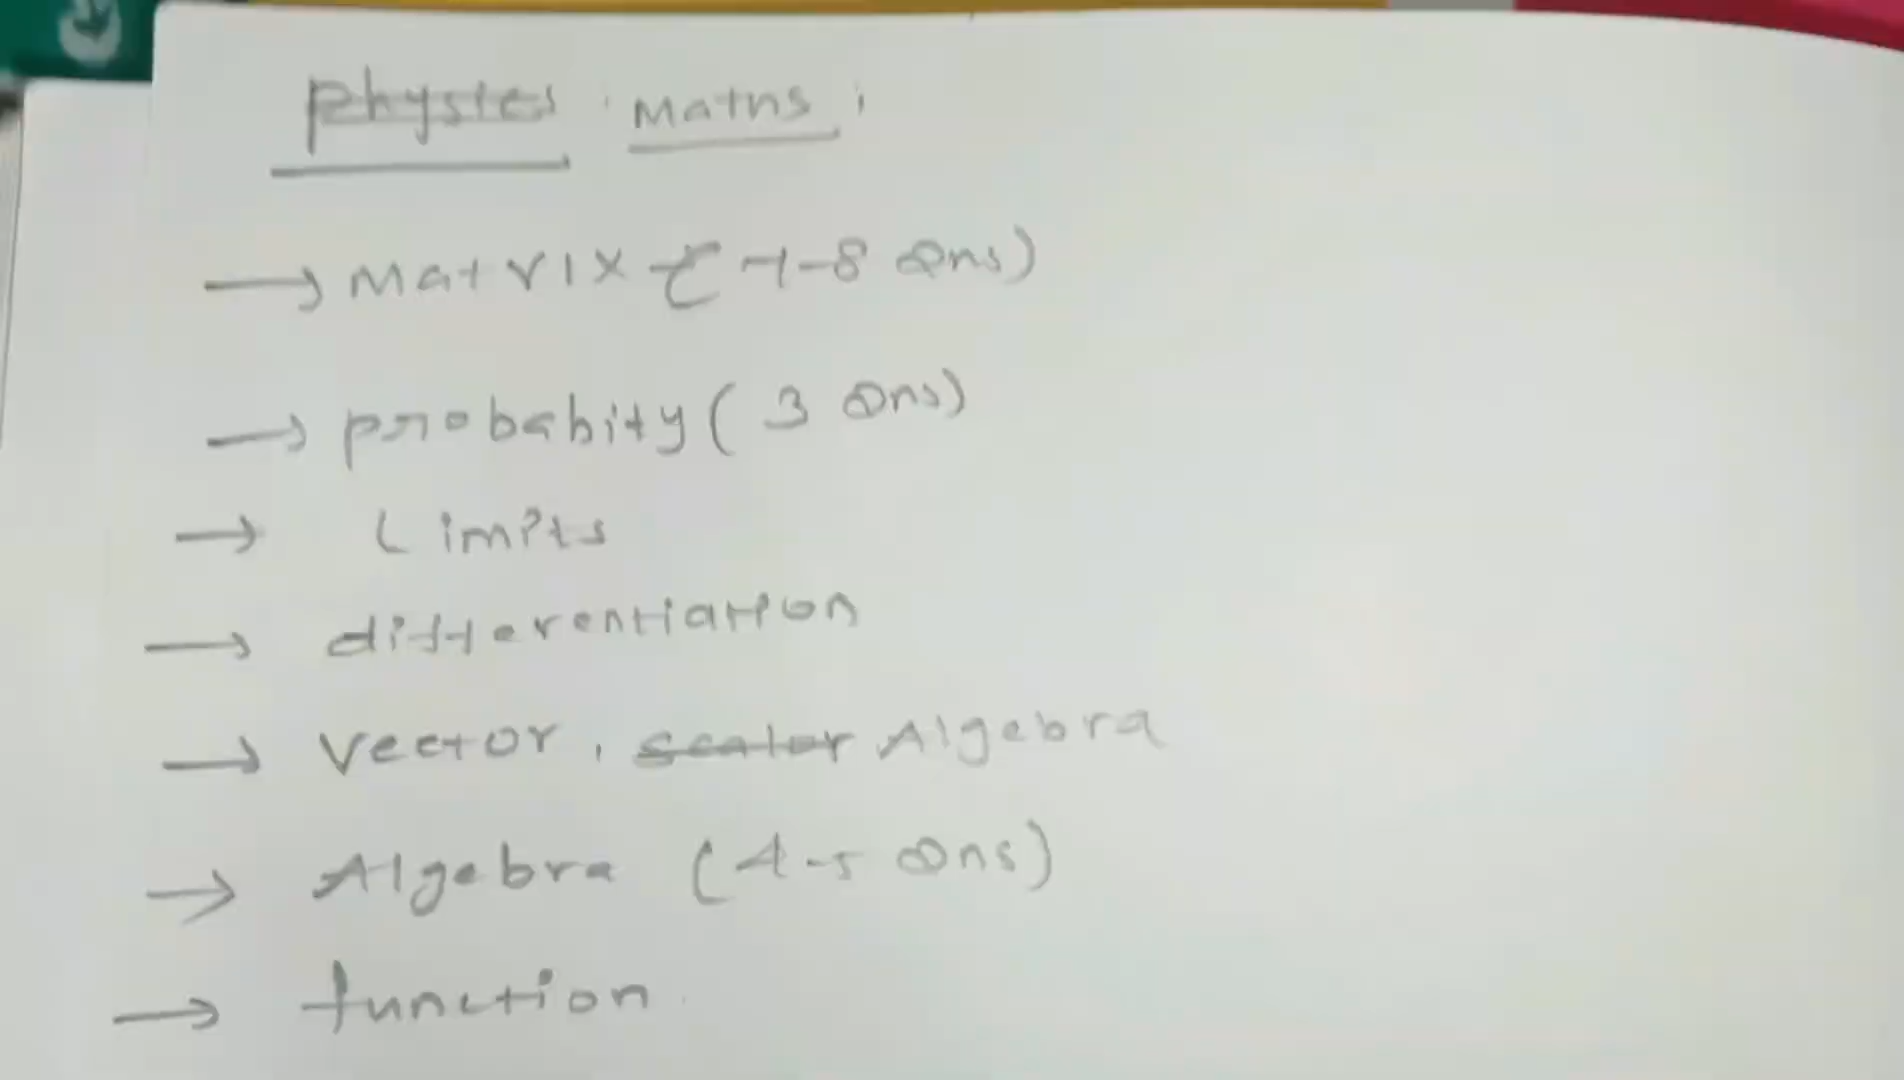 Physics Maths :
→ Matrix ( 7-8 Qns)
→ probabity ( 3 Qns)
→ Limits
→ differentiation
→ Vector, scalar Algebra
→ Algebra (4-5 Qns)
→ function